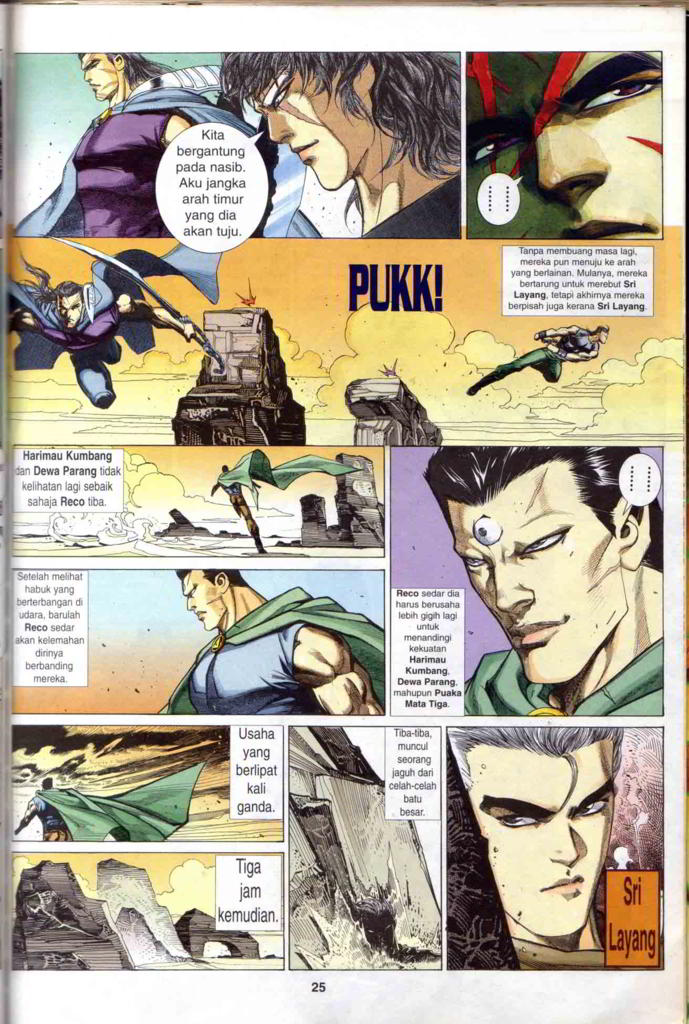 Kita
bergantung
pada nasib.
Aku jangka
arah timur
yang dia
akan tuju.
PUKK!
Tanpa membuang masa lagi,
mereka pun menuju ke arah
yang berlainan. Mulanya, mereka
bertarung untuk merebut Sri
Layang, tetapi akhirnya mereka
berpisah juga kerana Sri Layang.
Harimau Kumbang
dan Dewa Parang tidak
kelihatan lagi sebaik
sahaja Reco tiba.
Setelah melihat
habuk yang
berterbangan di
udara, barulah
Reco sedar
akan kelemahan
dirinya
berbanding
mereka.
Reco sedar dia
harus berusaha
lebih gigih lagi
untuk
menandingi
kekuatan
Harimau
Kumbang,
Dewa Parang,
mahupun Puaka
Mata Tiga.
Usaha
yang
berlipat
kali
ganda.
Tiga
jam
kemudian.
Tiba-tiba,
muncul
seorang
jaguh dari
celah-celah
batu
besar.
Sri
Layang
25